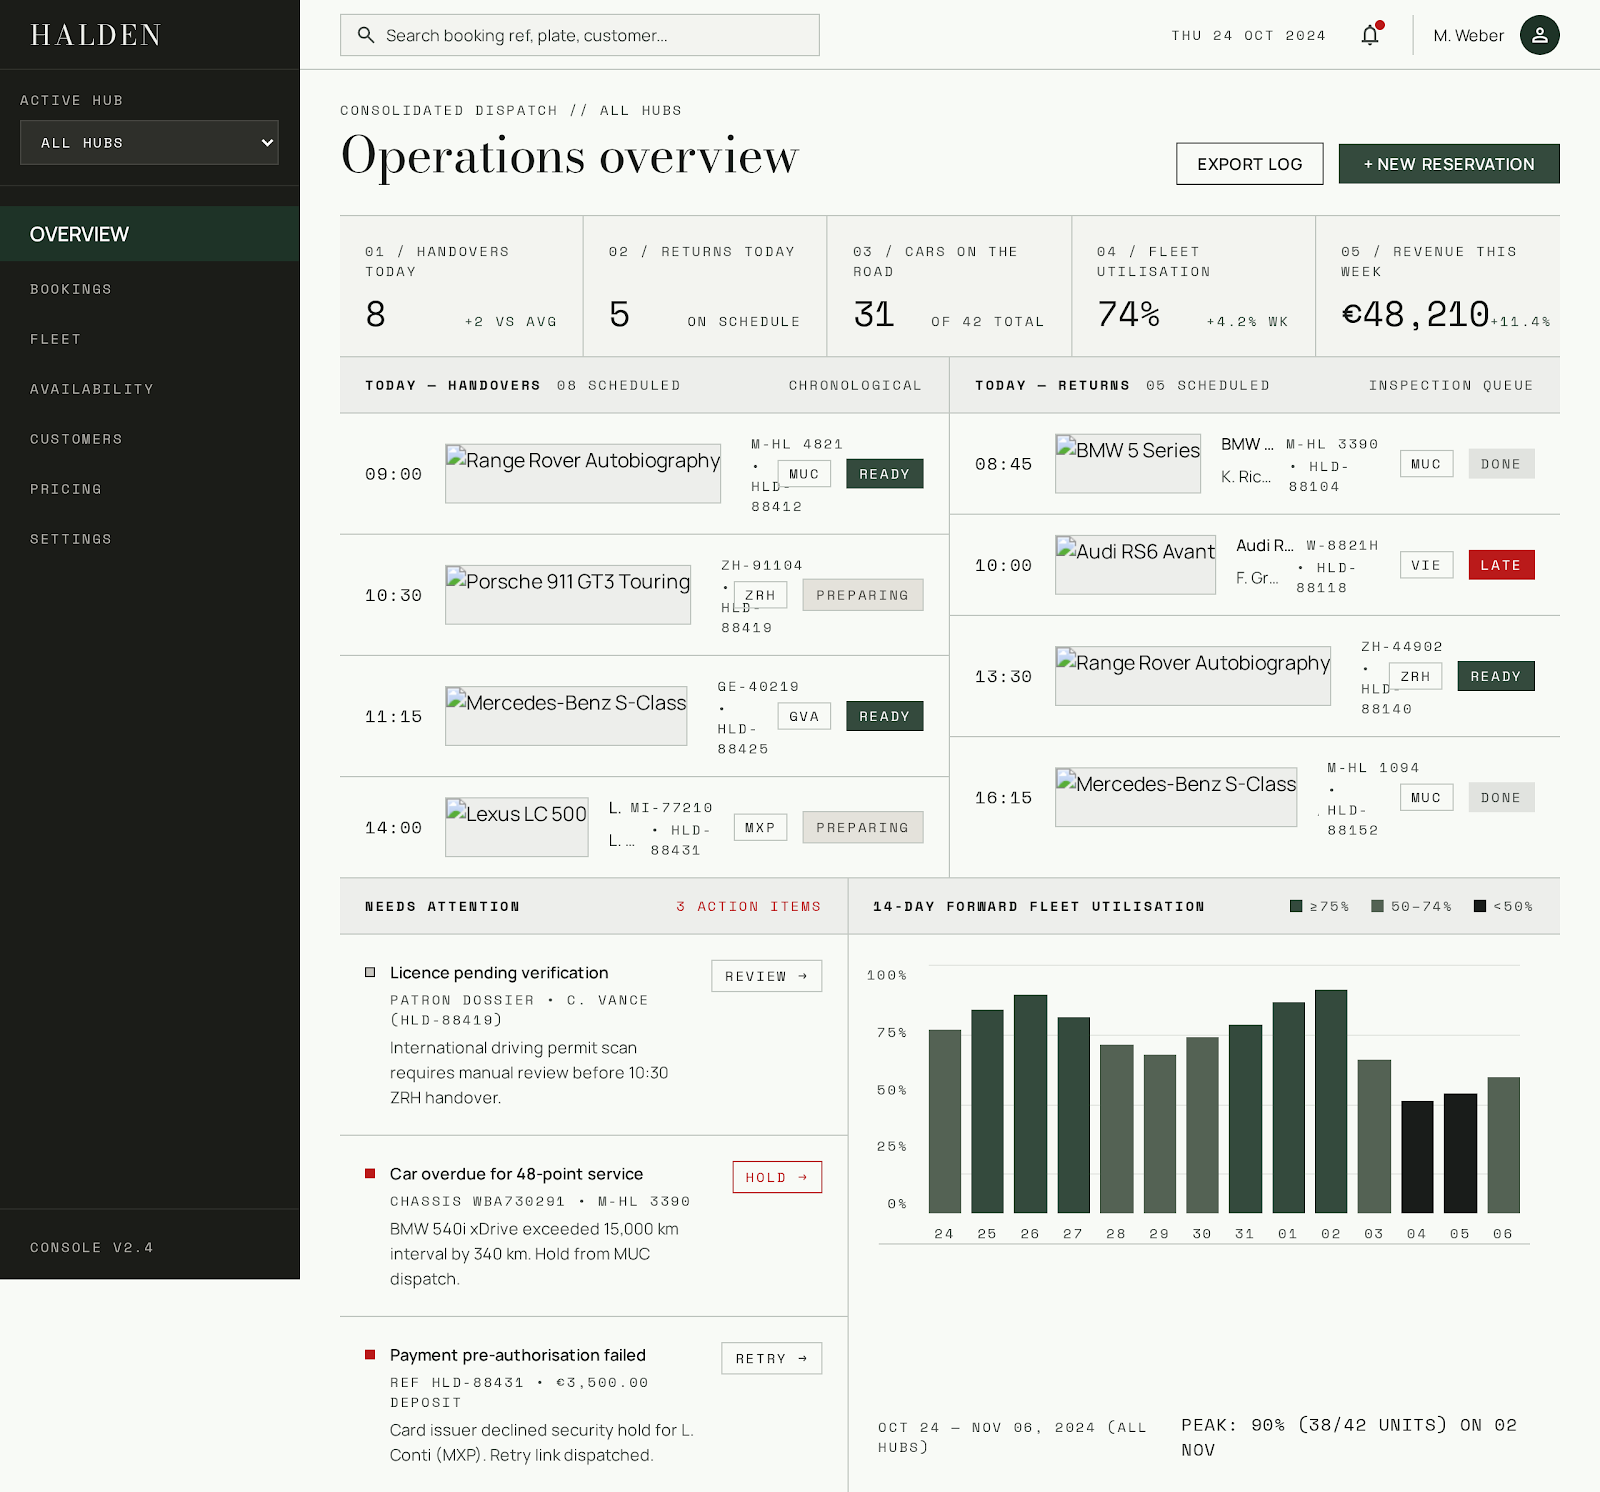 HALDEN
Search booking ref, plate, customer...
THU 24 OCT 2024
M. Weber
ACTIVE HUB
ALL HUBS
OVERVIEW
BOOKINGS
FLEET
AVAILABILITY
CUSTOMERS
PRICING
SETTINGS
CONSOLE V2.4
CONSOLIDATED DISPATCH // ALL HUBS
Operations overview
EXPORT LOG
+ NEW RESERVATION
01 / HANDOVERS
TODAY
8
+2 VS AVG
02 / RETURNS TODAY
5
ON SCHEDULE
03 / CARS ON THE
ROAD
31
OF 42 TOTAL
04 / FLEET
UTILISATION
74%
+4.2% WK
05 / REVENUE THIS
WEEK
€48,210
+11.4%
TODAY — HANDOVERS 08 SCHEDULED
CHRONOLOGICAL
09:00
Range Rover Autobiography
M-HL 4821
•
HLD-
88412
MUC
READY
10:30
Porsche 911 GT3 Touring
ZH-91104
•
HLD-
88419
ZRH
PREPARING
11:15
Mercedes-Benz S-Class
GE-40219
•
HLD-
88425
GVA
READY
14:00
Lexus LC 500
L.
L. ...
MI-77210
• HLD-
88431
MXP
PREPARING
TODAY — RETURNS 05 SCHEDULED
INSPECTION QUEUE
08:45
BMW 5 Series
BMW ...
K. Ric...
M-HL 3390
• HLD-
88104
MUC
DONE
10:00
Audi RS6 Avant
Audi R...
F. Gr...
W-8821H
• HLD-
88118
VIE
LATE
13:30
Range Rover Autobiography
ZH-44902
•
HLD-
88140
ZRH
READY
16:15
Mercedes-Benz S-Class
M-HL 1094
•
HLD-
88152
MUC
DONE
NEEDS ATTENTION
3 ACTION ITEMS
Licence pending verification
PATRON DOSSIER • C. VANCE
(HLD-88419)
International driving permit scan
requires manual review before 10:30
ZRH handover.
REVIEW →
Car overdue for 48-point service
CHASSIS WBA730291 • M-HL 3390
BMW 540i xDrive exceeded 15,000 km
interval by 340 km. Hold from MUC
dispatch.
HOLD →
Payment pre-authorisation failed
REF HLD-88431 • €3,500.00
DEPOSIT
Card issuer declined security hold for L.
Conti (MXP). Retry link dispatched.
RETRY →
14-DAY FORWARD FLEET UTILISATION
≥75%
50–74%
<50%
100%
75%
50%
25%
0%
24 25 26 27 28 29 30 31 01 02 03 04 05 06
OCT 24 — NOV 06, 2024 (ALL
HUBS)
PEAK: 90% (38/42 UNITS) ON 02
NOV